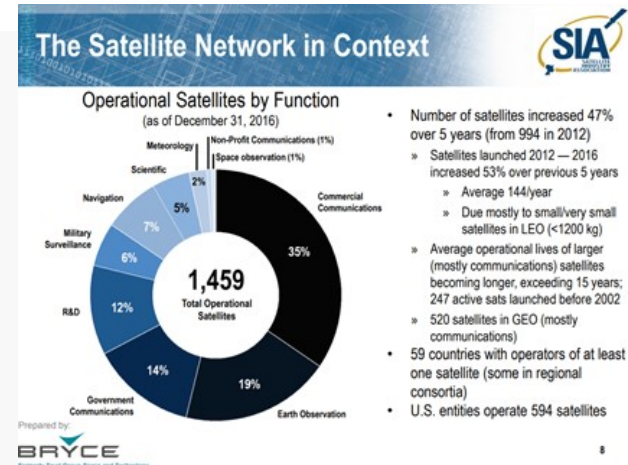 The Satellite Network in Context
SIA
SATELLITE
INDUSTRY
ASSOCIATION
Operational Satellites by Function
(as of December 31, 2016)
Meteorology
Non-Profit Communications (1%)
Space observation (1%)
Scientific
Navigation
Military
Surveillance
R&D
Government
Communications
Earth Observation
Commercial
Communications
2%
5%
7%
6%
12%
14%
19%
35%
1,459
Total Operational
Satellites
• Number of satellites increased 47%
over 5 years (from 994 in 2012)
» Satellites launched 2012 — 2016
increased 53% over previous 5 years
» Average 144/year
» Due mostly to small/very small
satellites in LEO (<1200 kg)
» Average operational lives of larger
(mostly communications) satellites
becoming longer, exceeding 15 years;
247 active sats launched before 2002
» 520 satellites in GEO (mostly
communications)
• 59 countries with operators of at least
one satellite (some in regional
consortia)
• U.S. entities operate 594 satellites
Prepared by:
BRYCE
8